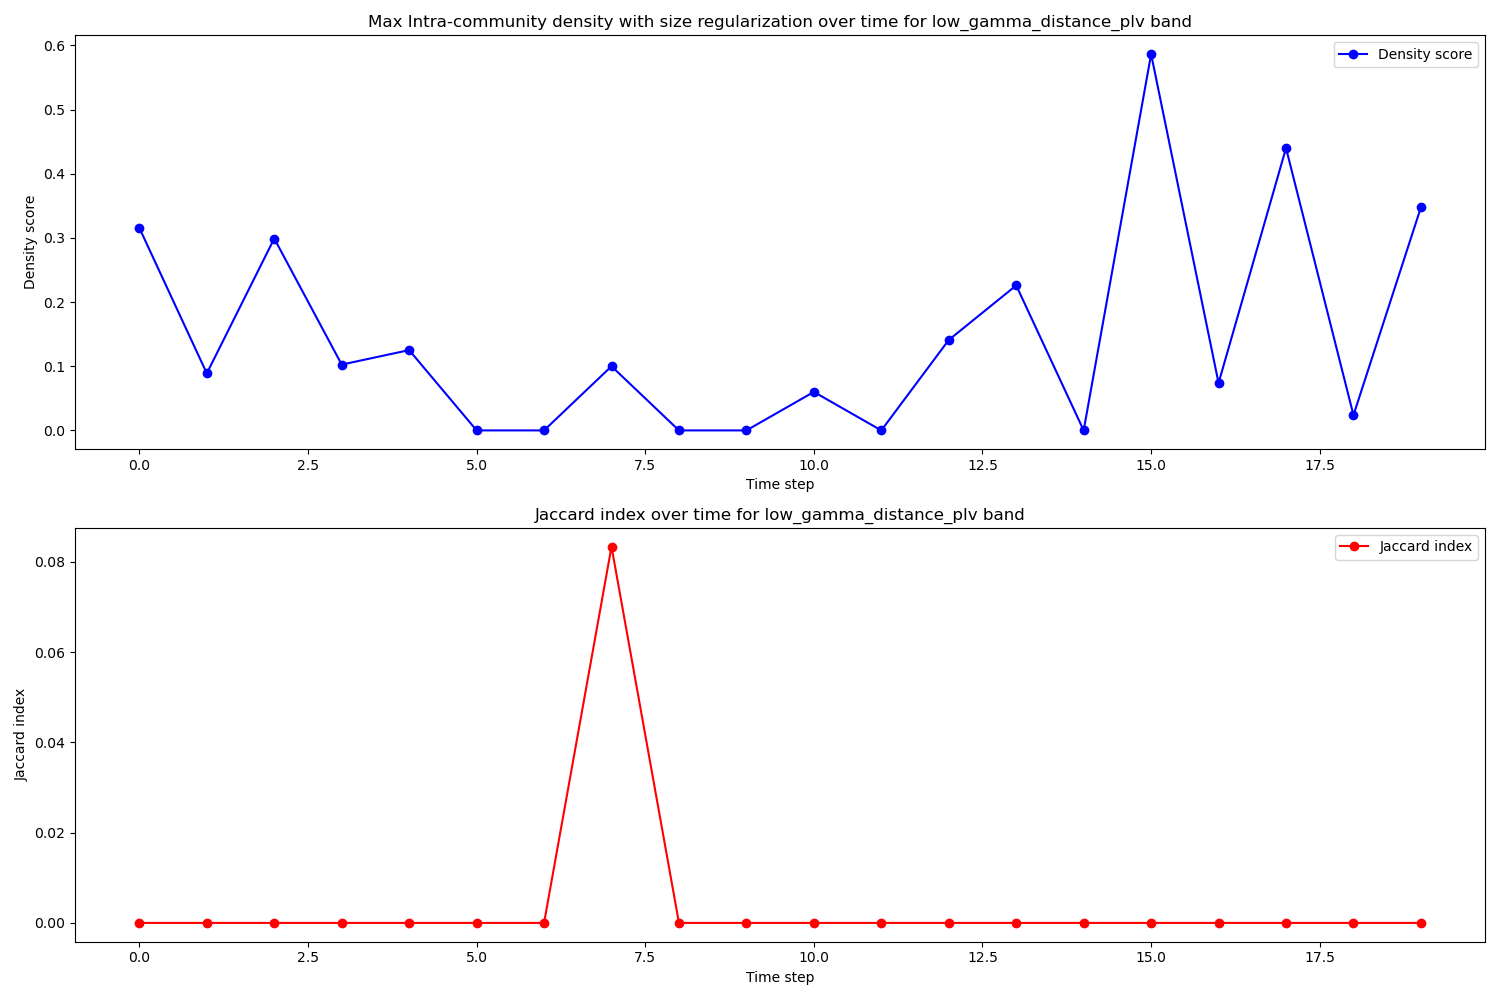 Max Intra-community density with size regularization over time for low_gamma_distance_plv band
Density score
0.6
0.5
0.4
0.3
0.2
0.1
0.0
Density score
0.0 2.5 5.0 7.5 10.0 12.5 15.0 17.5
Time step
Jaccard index over time for low_gamma_distance_plv band
Jaccard index
0.08
0.06
0.04
0.02
0.00
Jaccard index
0.0 2.5 5.0 7.5 10.0 12.5 15.0 17.5
Time step